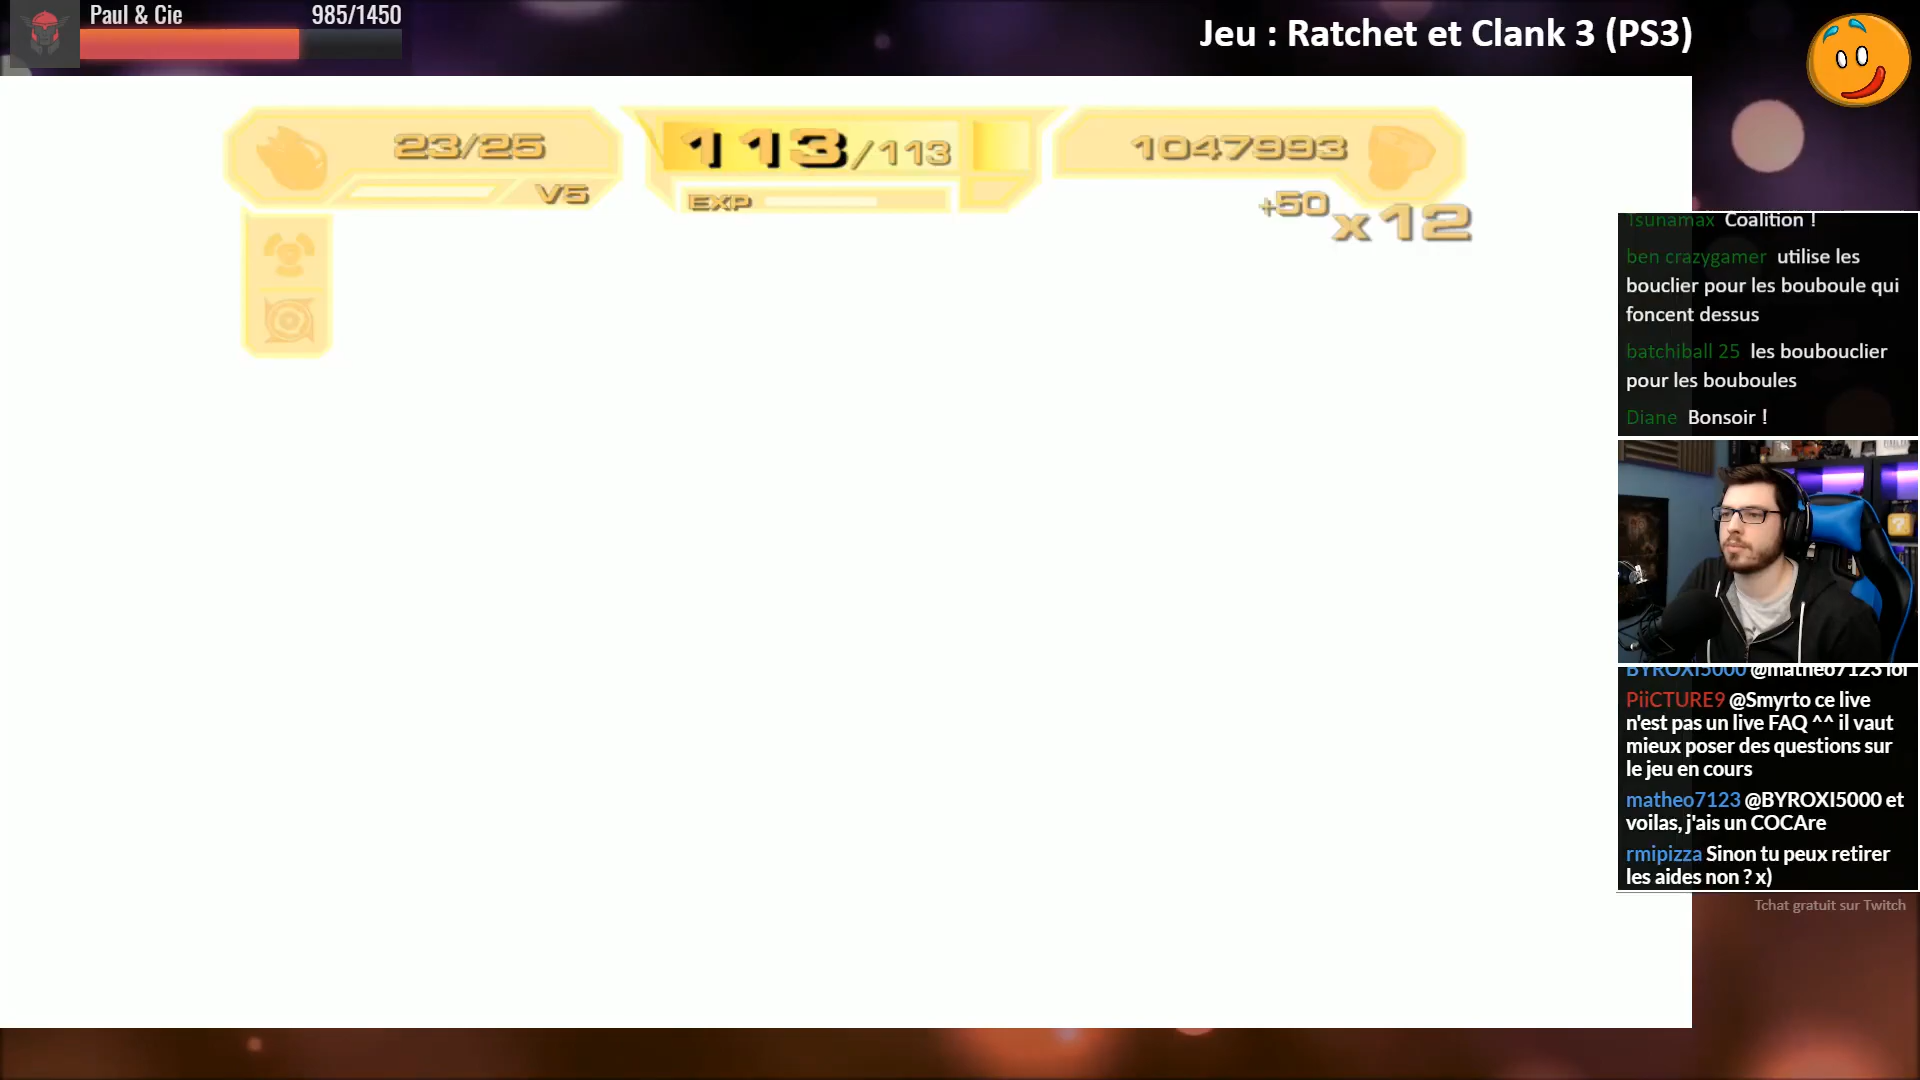 Paul & Cie 985/1450
Jeu : Ratchet et Clank 3 (PS3)
23/25
V5
113/113
EXP
1047993
+50
x12
Tsunamax Coalition !
ben crazygamer utilise les
bouclier pour les bouboule qui
foncent dessus
batchiball 25 les boubouclier
pour les bouboules
Diane Bonsoir !
BYROXI5000 @matheo7123 lol
PiiCTURE9 @Smyrto ce live
n'est pas un live FAQ ^^ il vaut
mieux poser des questions sur
le jeu en cours
matheo7123 @BYROXI5000 et
voilas, j'ais un COCAre
rmipizza Sinon tu peux retirer
les aides non ? x)
Tchat gratuit sur Twitch